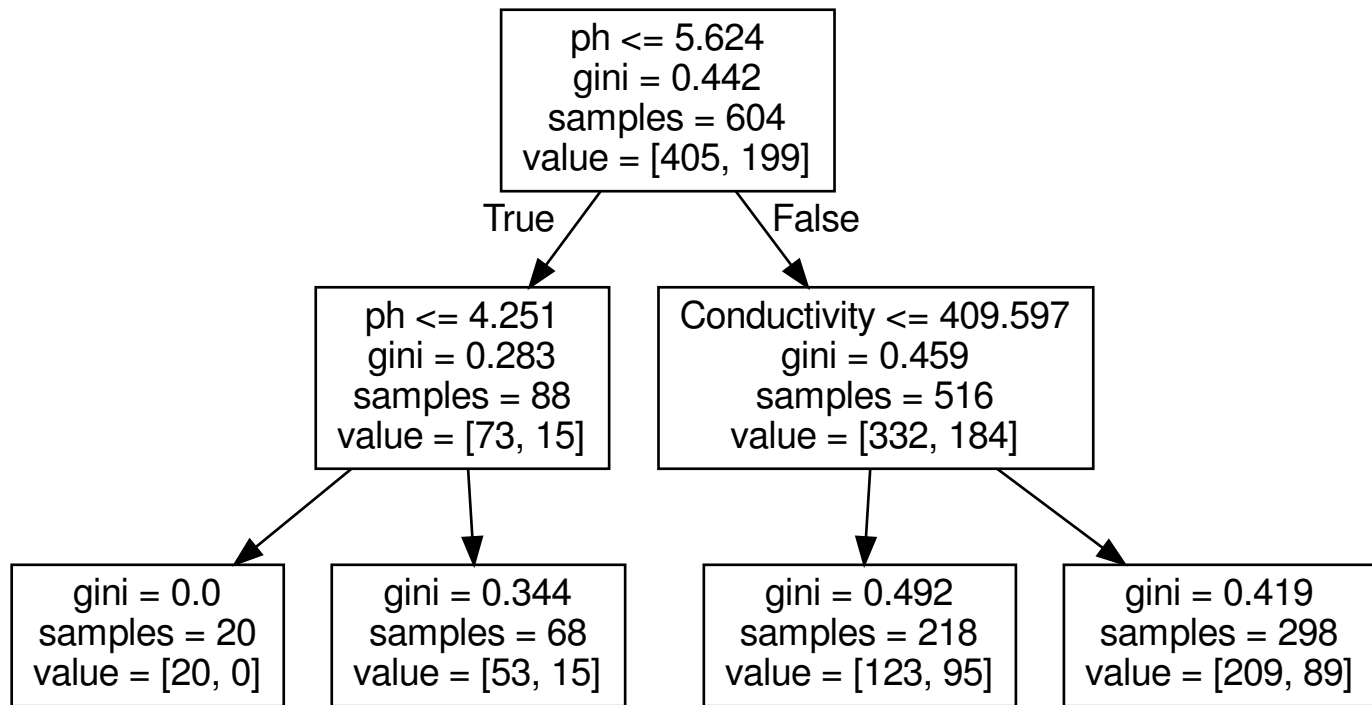 ph <= 5.624
gini = 0.442
samples = 604
value = [405, 199]
True
False
ph <= 4.251
gini = 0.283
samples = 88
value = [73, 15]
Conductivity <= 409.597
gini = 0.459
samples = 516
value = [332, 184]
gini = 0.0
samples = 20
value = [20, 0]
gini = 0.344
samples = 68
value = [53, 15]
gini = 0.492
samples = 218
value = [123, 95]
gini = 0.419
samples = 298
value = [209, 89]